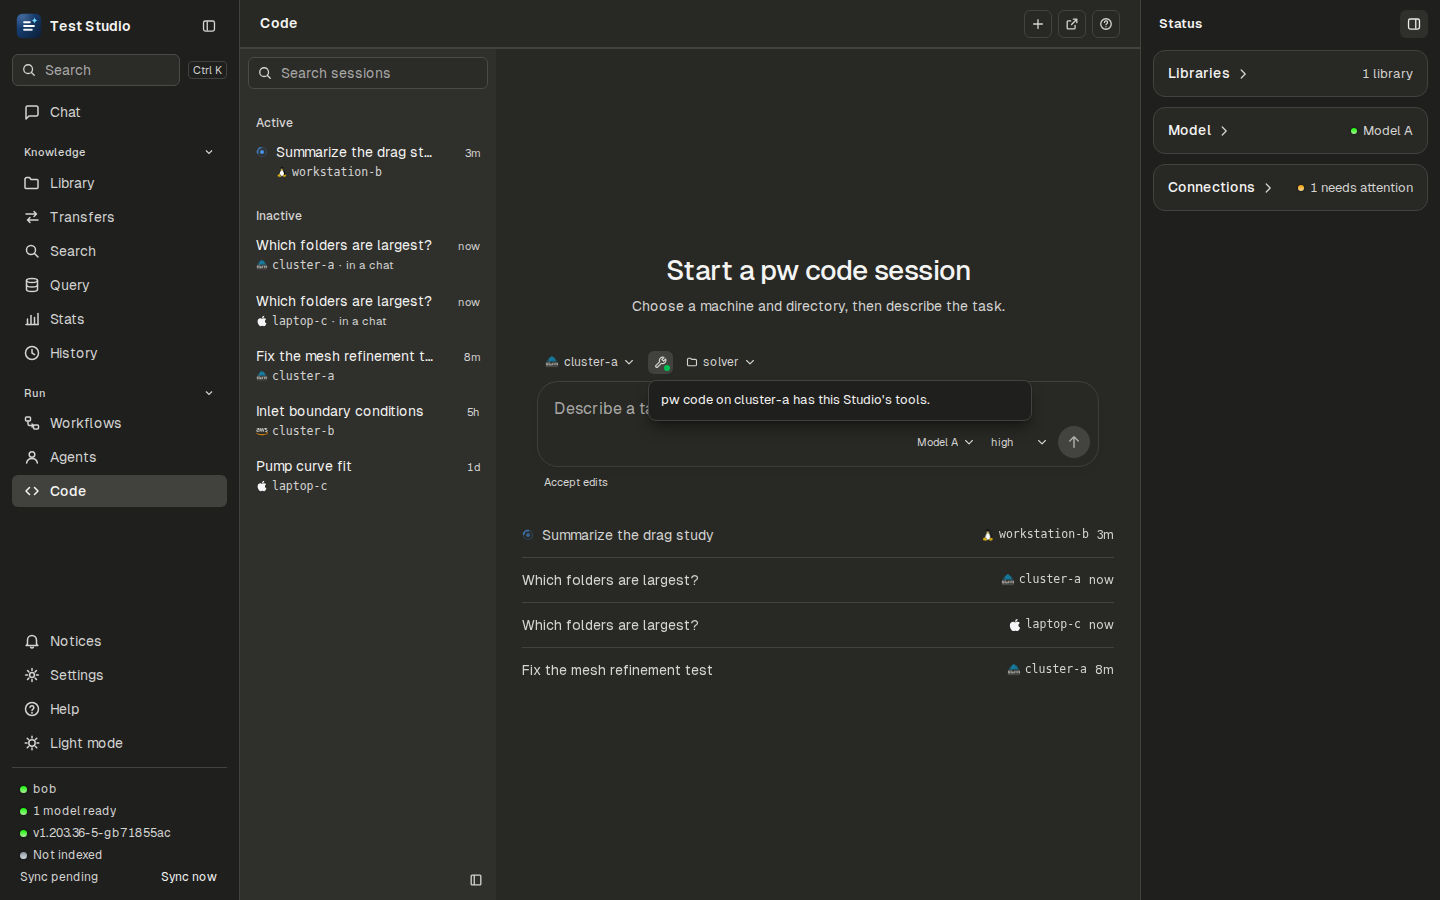 Test Studio
Search
Ctrl K
Chat
Knowledge
Library
Transfers
Search
Query
Stats
History
Run
Workflows
Agents
Code
Notices
Settings
Help
Light mode
bob
1 model ready
v1.203.36-5-gb71855ac
Not indexed
Sync pending
Sync now
Code
Search sessions
Active
Summarize the drag st...
3m
workstation-b
Inactive
Which folders are largest?
now
cluster-a · in a chat
Which folders are largest?
now
laptop-c · in a chat
Fix the mesh refinement t...
8m
cluster-a
Inlet boundary conditions
5h
cluster-b
Pump curve fit
1d
laptop-c
Start a pw code session
Choose a machine and directory, then describe the task.
cluster-a
solver
Describe a ta
pw code on cluster-a has this Studio's tools.
Model A
high
Accept edits
Summarize the drag study
workstation-b 3m
Which folders are largest?
cluster-a now
Which folders are largest?
laptop-c now
Fix the mesh refinement test
cluster-a 8m
Status
Libraries
1 library
Model
Model A
Connections
1 needs attention